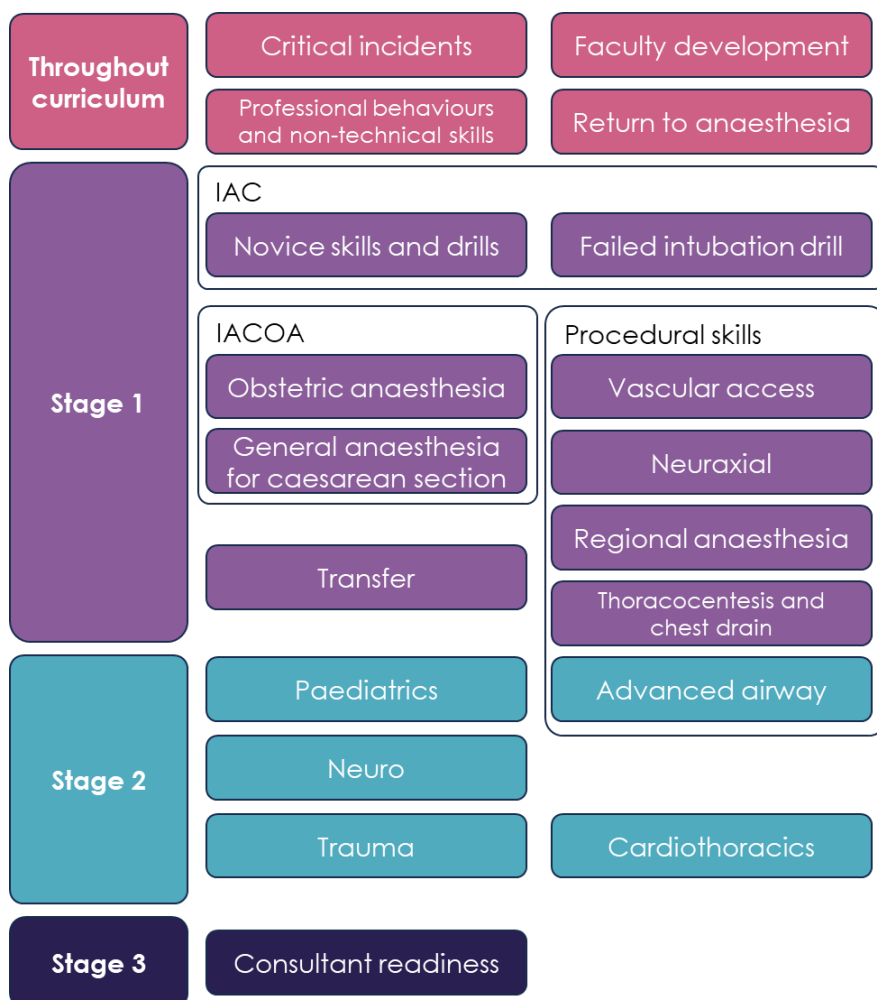 Throughout
curriculum
Critical incidents
Faculty development
Professional behaviours
and non-technical skills
Return to anaesthesia
Stage 1
IAC
Novice skills and drills
Failed intubation drill
IACOA
Obstetric anaesthesia
General anaesthesia
for caesarean section
Transfer
Procedural skills
Vascular access
Neuraxial
Regional anaesthesia
Thoracocentesis and
chest drain
Advanced airway
Stage 2
Paediatrics
Neuro
Trauma
Cardiothoracics
Stage 3
Consultant readiness